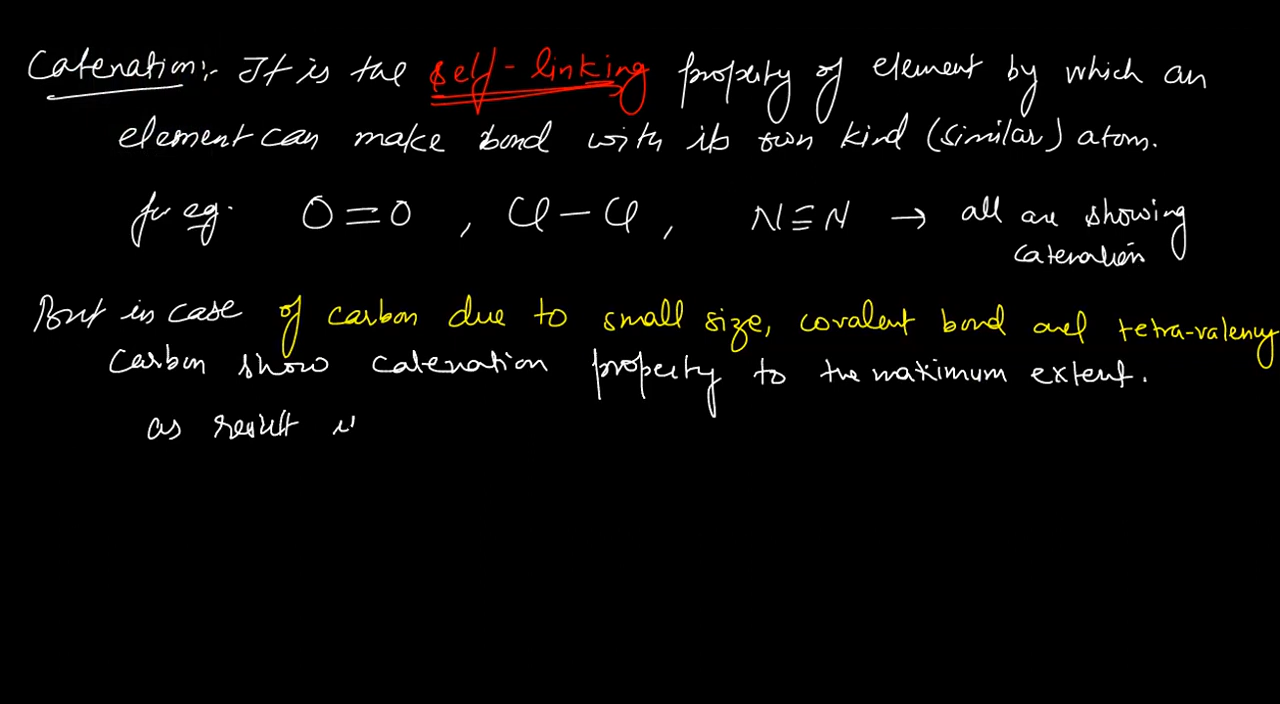 Catenation:- It is the self-linking property of element by which an
element can make bond with its own kind (similar) atom.
for eg. O=O, Cl-Cl, N≡N → all are showing
catenation
But in case of carbon due to small size, covalent bond and tetra-valency
Carbon show catenation property to the maximum extent.
as result